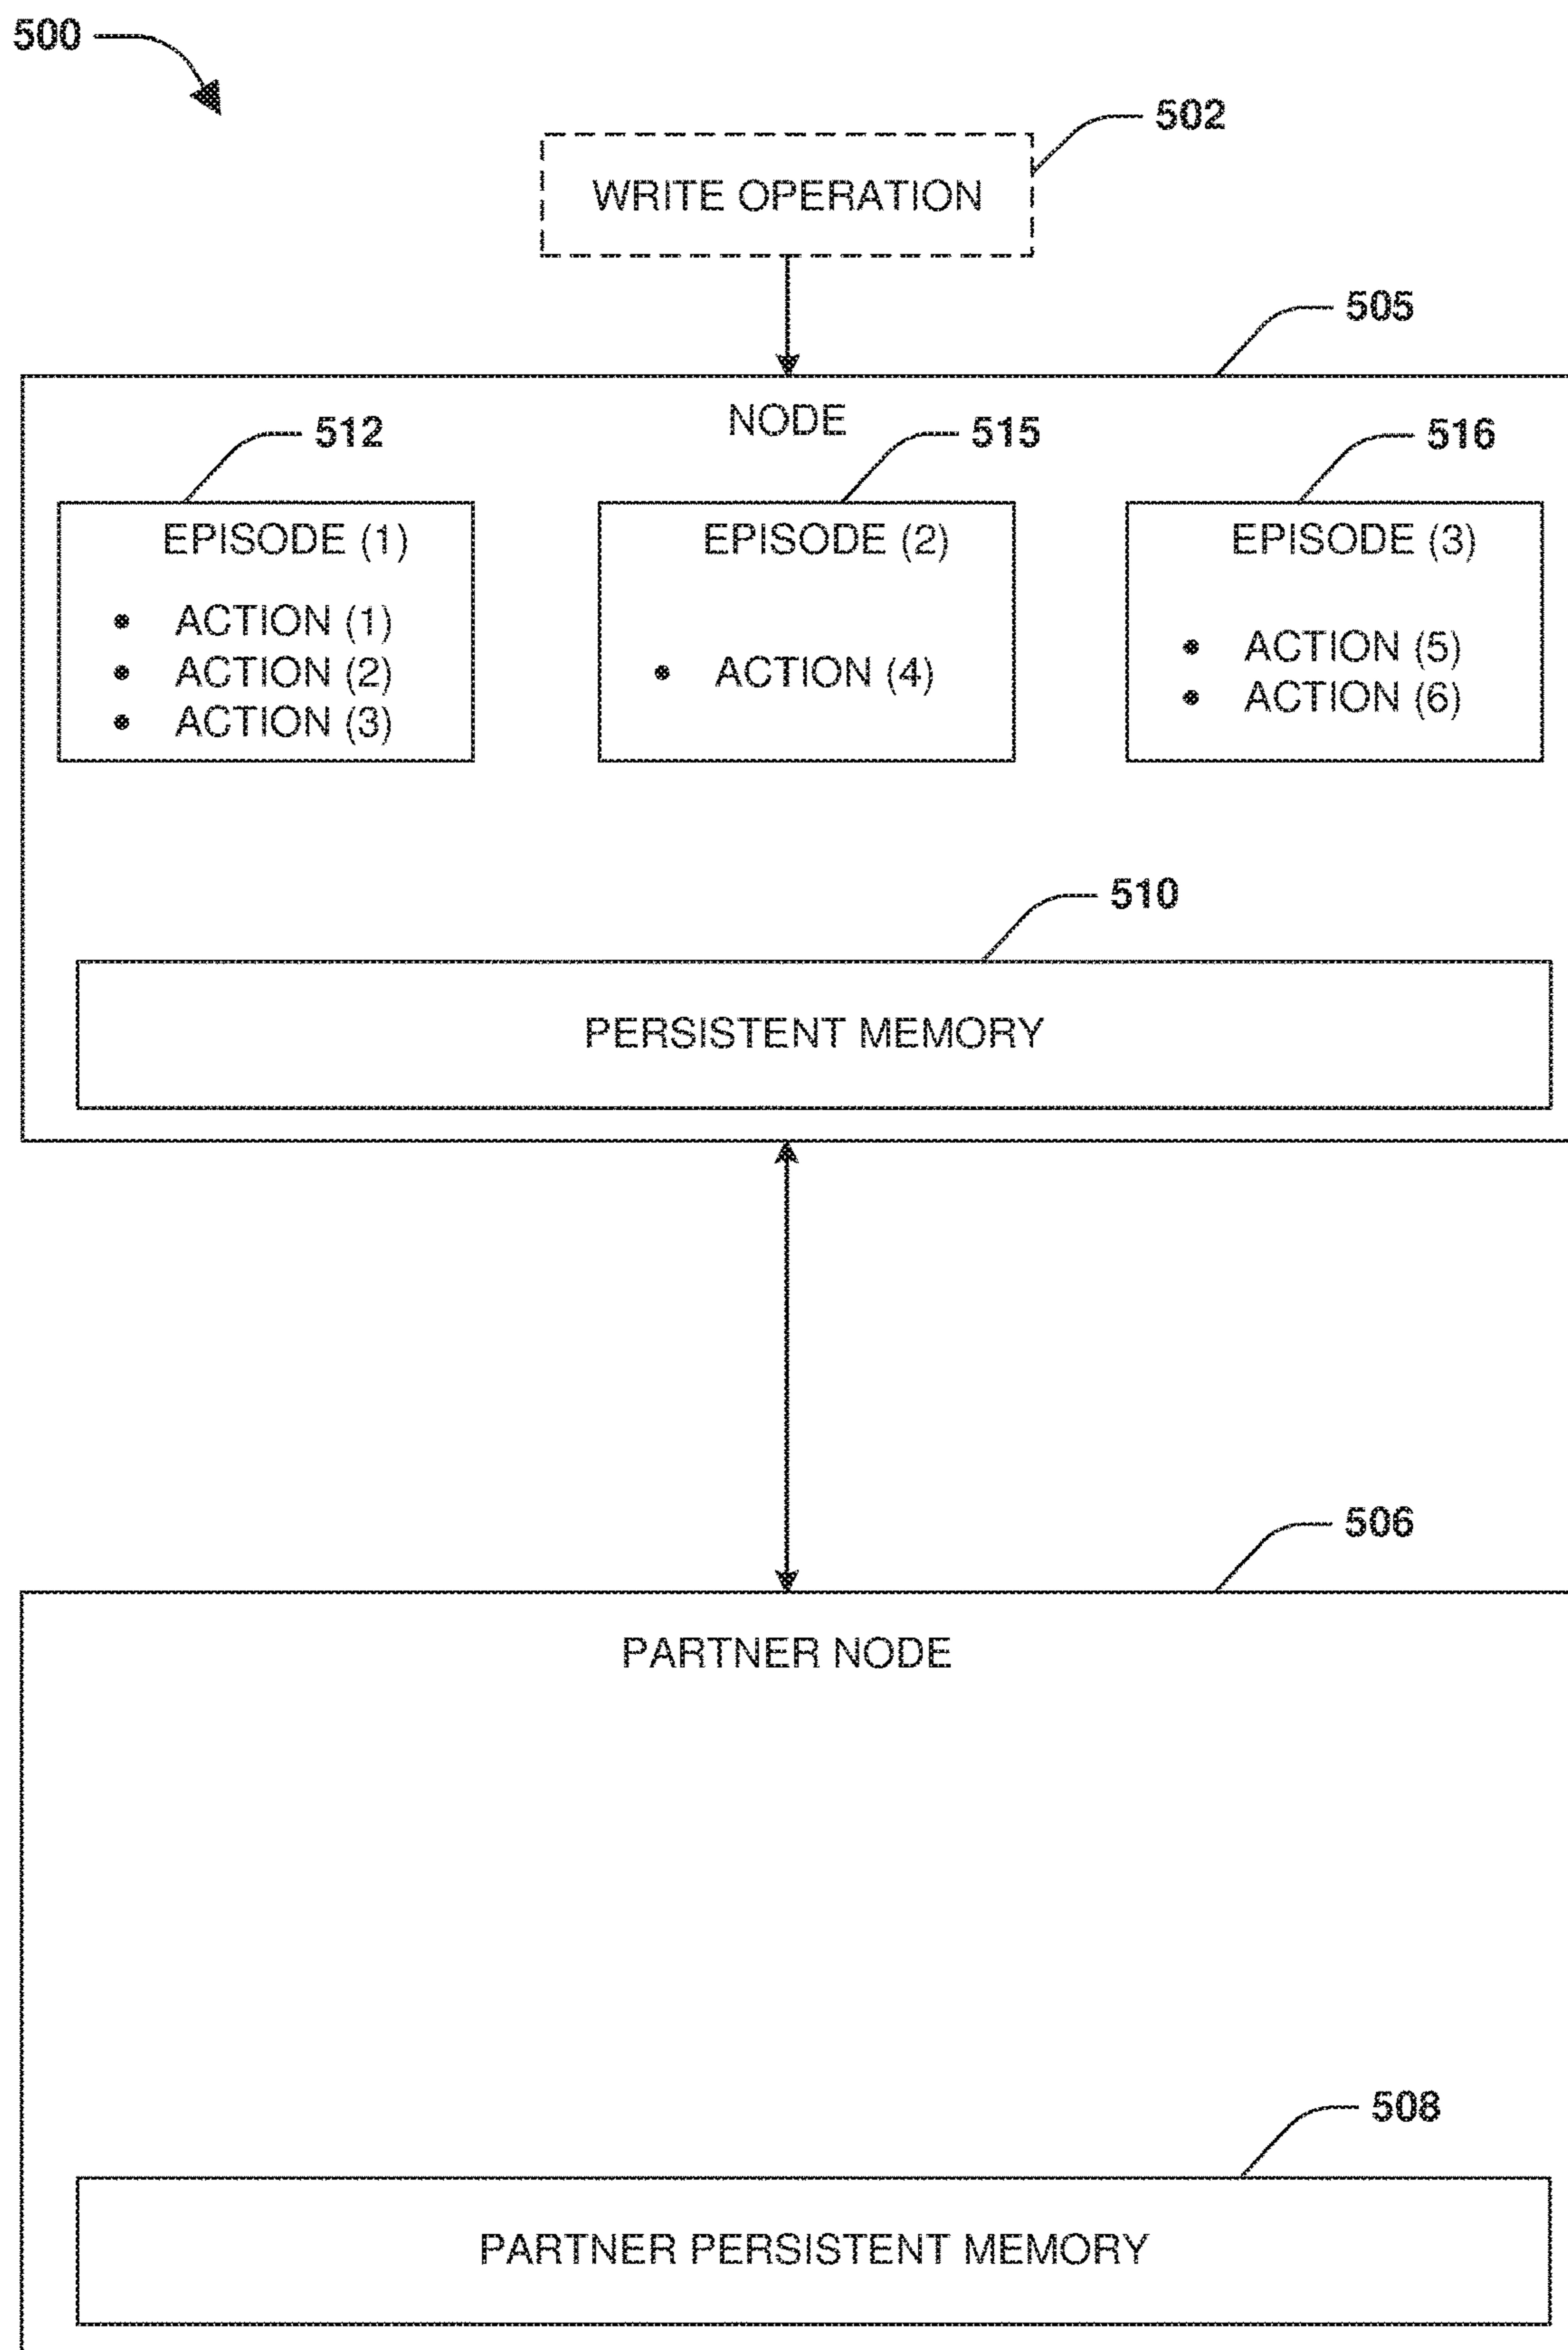 500
502
WRITE OPERATION
505
NODE
512
515
516
EPISODE (1)
• ACTION (1)
• ACTION (2)
• ACTION (3)
EPISODE (2)
• ACTION (4)
EPISODE (3)
• ACTION (5)
• ACTION (6)
510
PERSISTENT MEMORY
506
PARTNER NODE
508
PARTNER PERSISTENT MEMORY